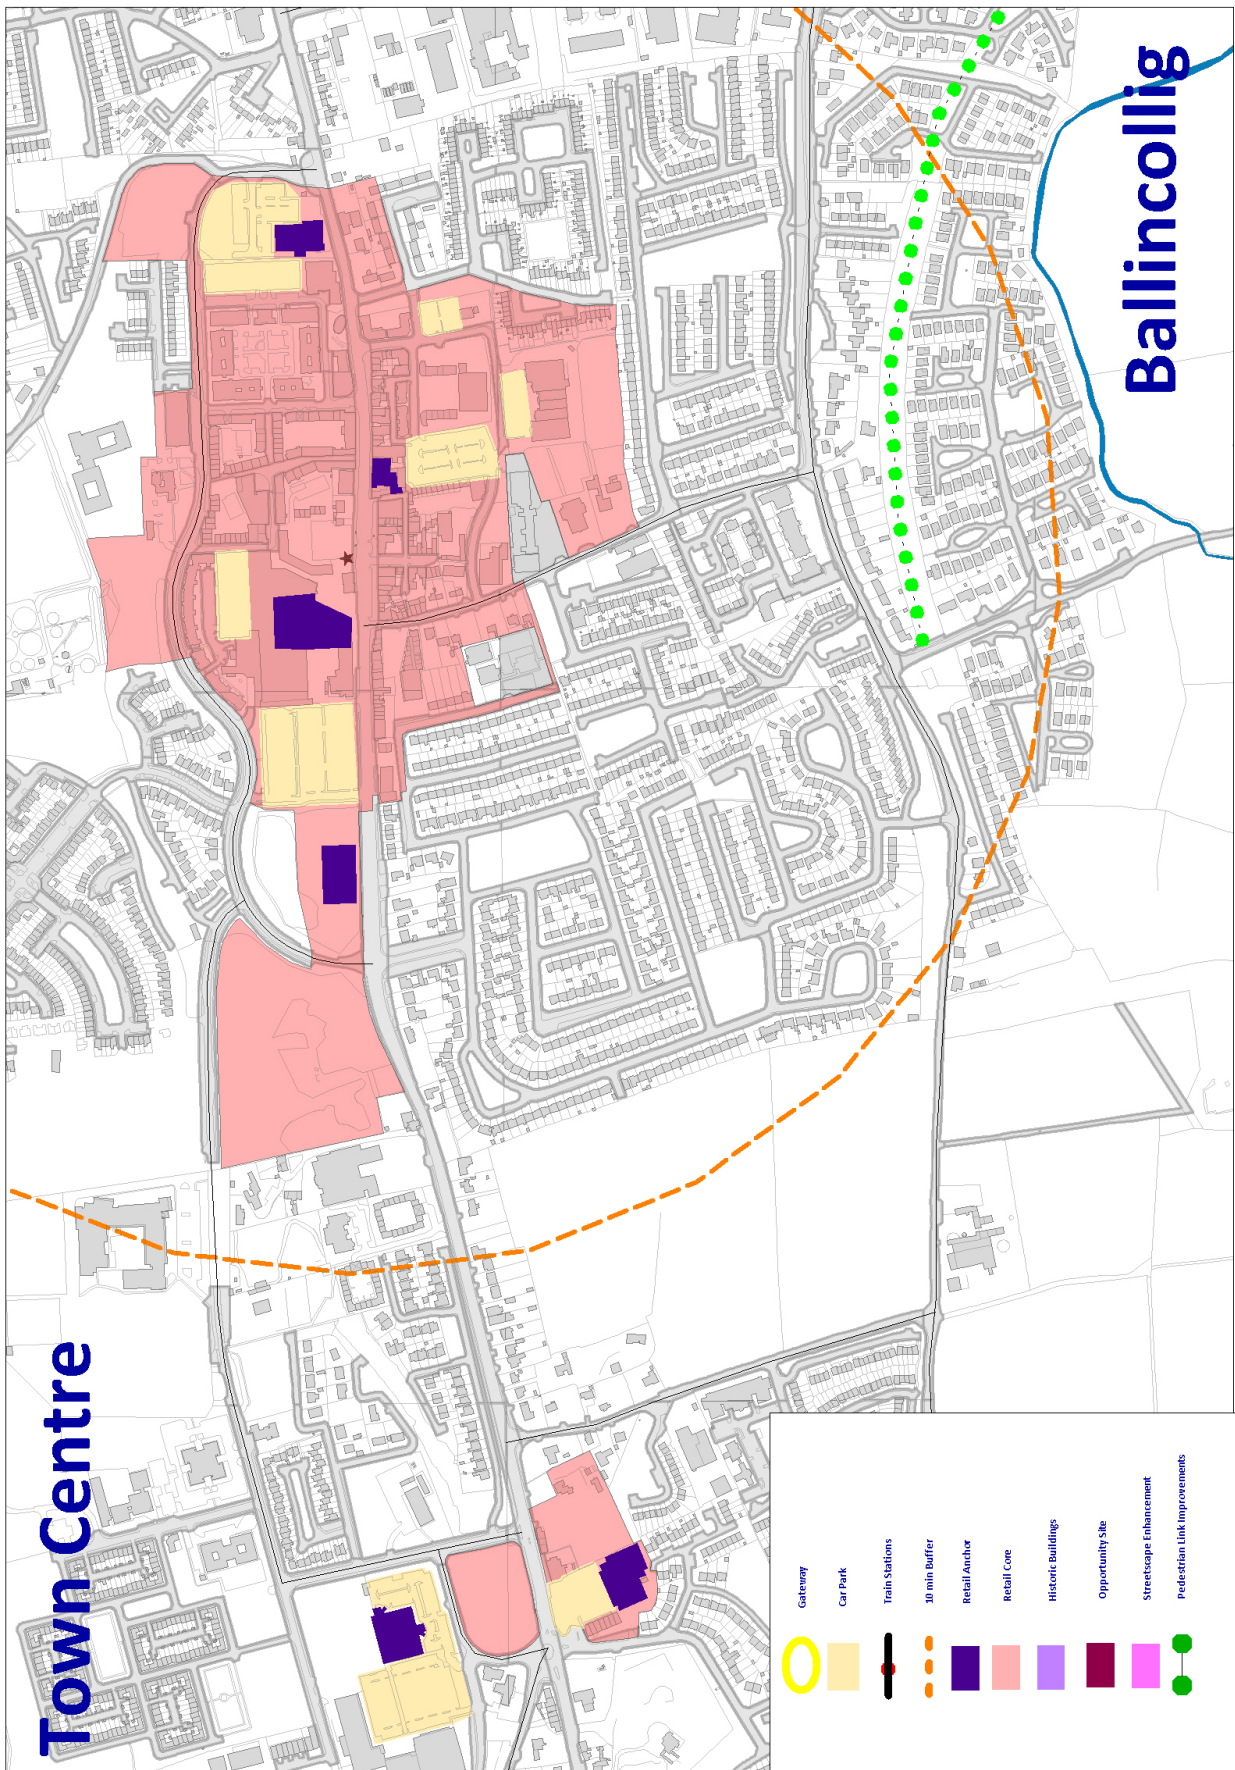 Town Centre
Ballincollig
Gateway
Car Park
Train Stations
10 min Buffer
Retail Anchor
Retail Core
Historic Buildings
Opportunity Site
Streetscape Enhancement
Pedestrian Link Improvements